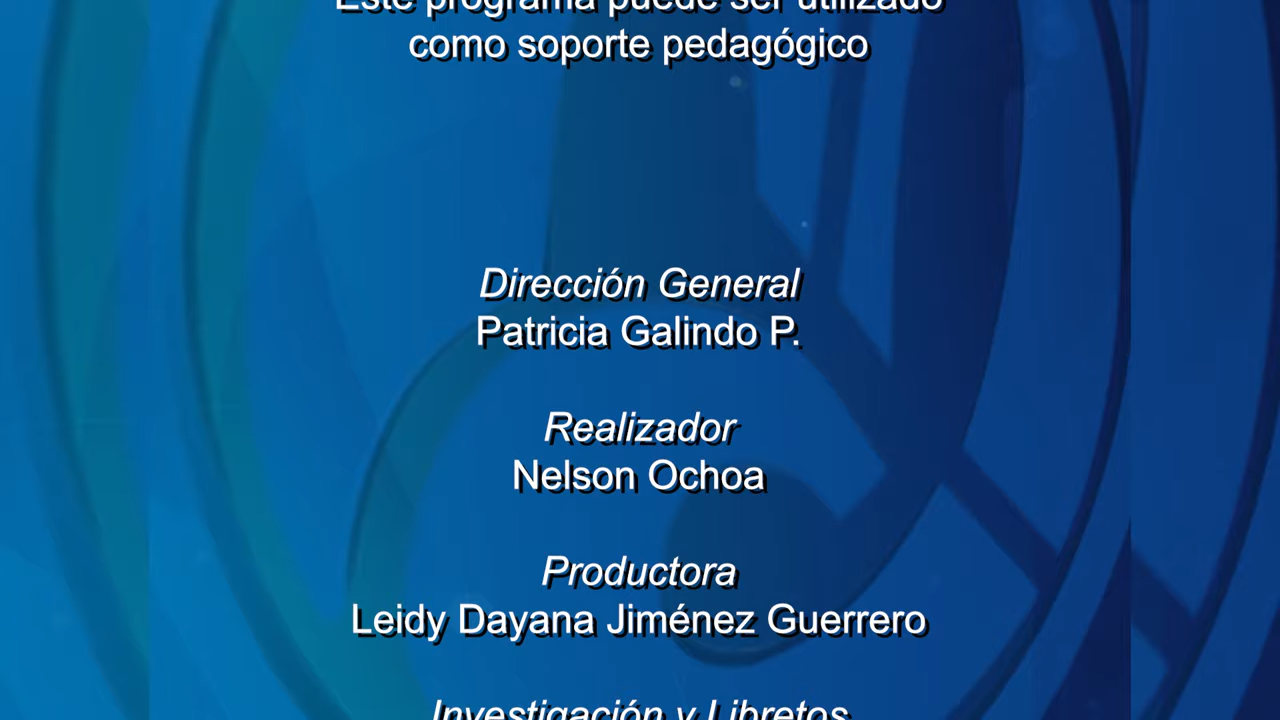 Este programa puede ser utilizado
como soporte pedagógico
Dirección General
Patricia Galindo P.
Realizador
Nelson Ochoa
Productora
Leidy Dayana Jiménez Guerrero
Investigación y Libretos